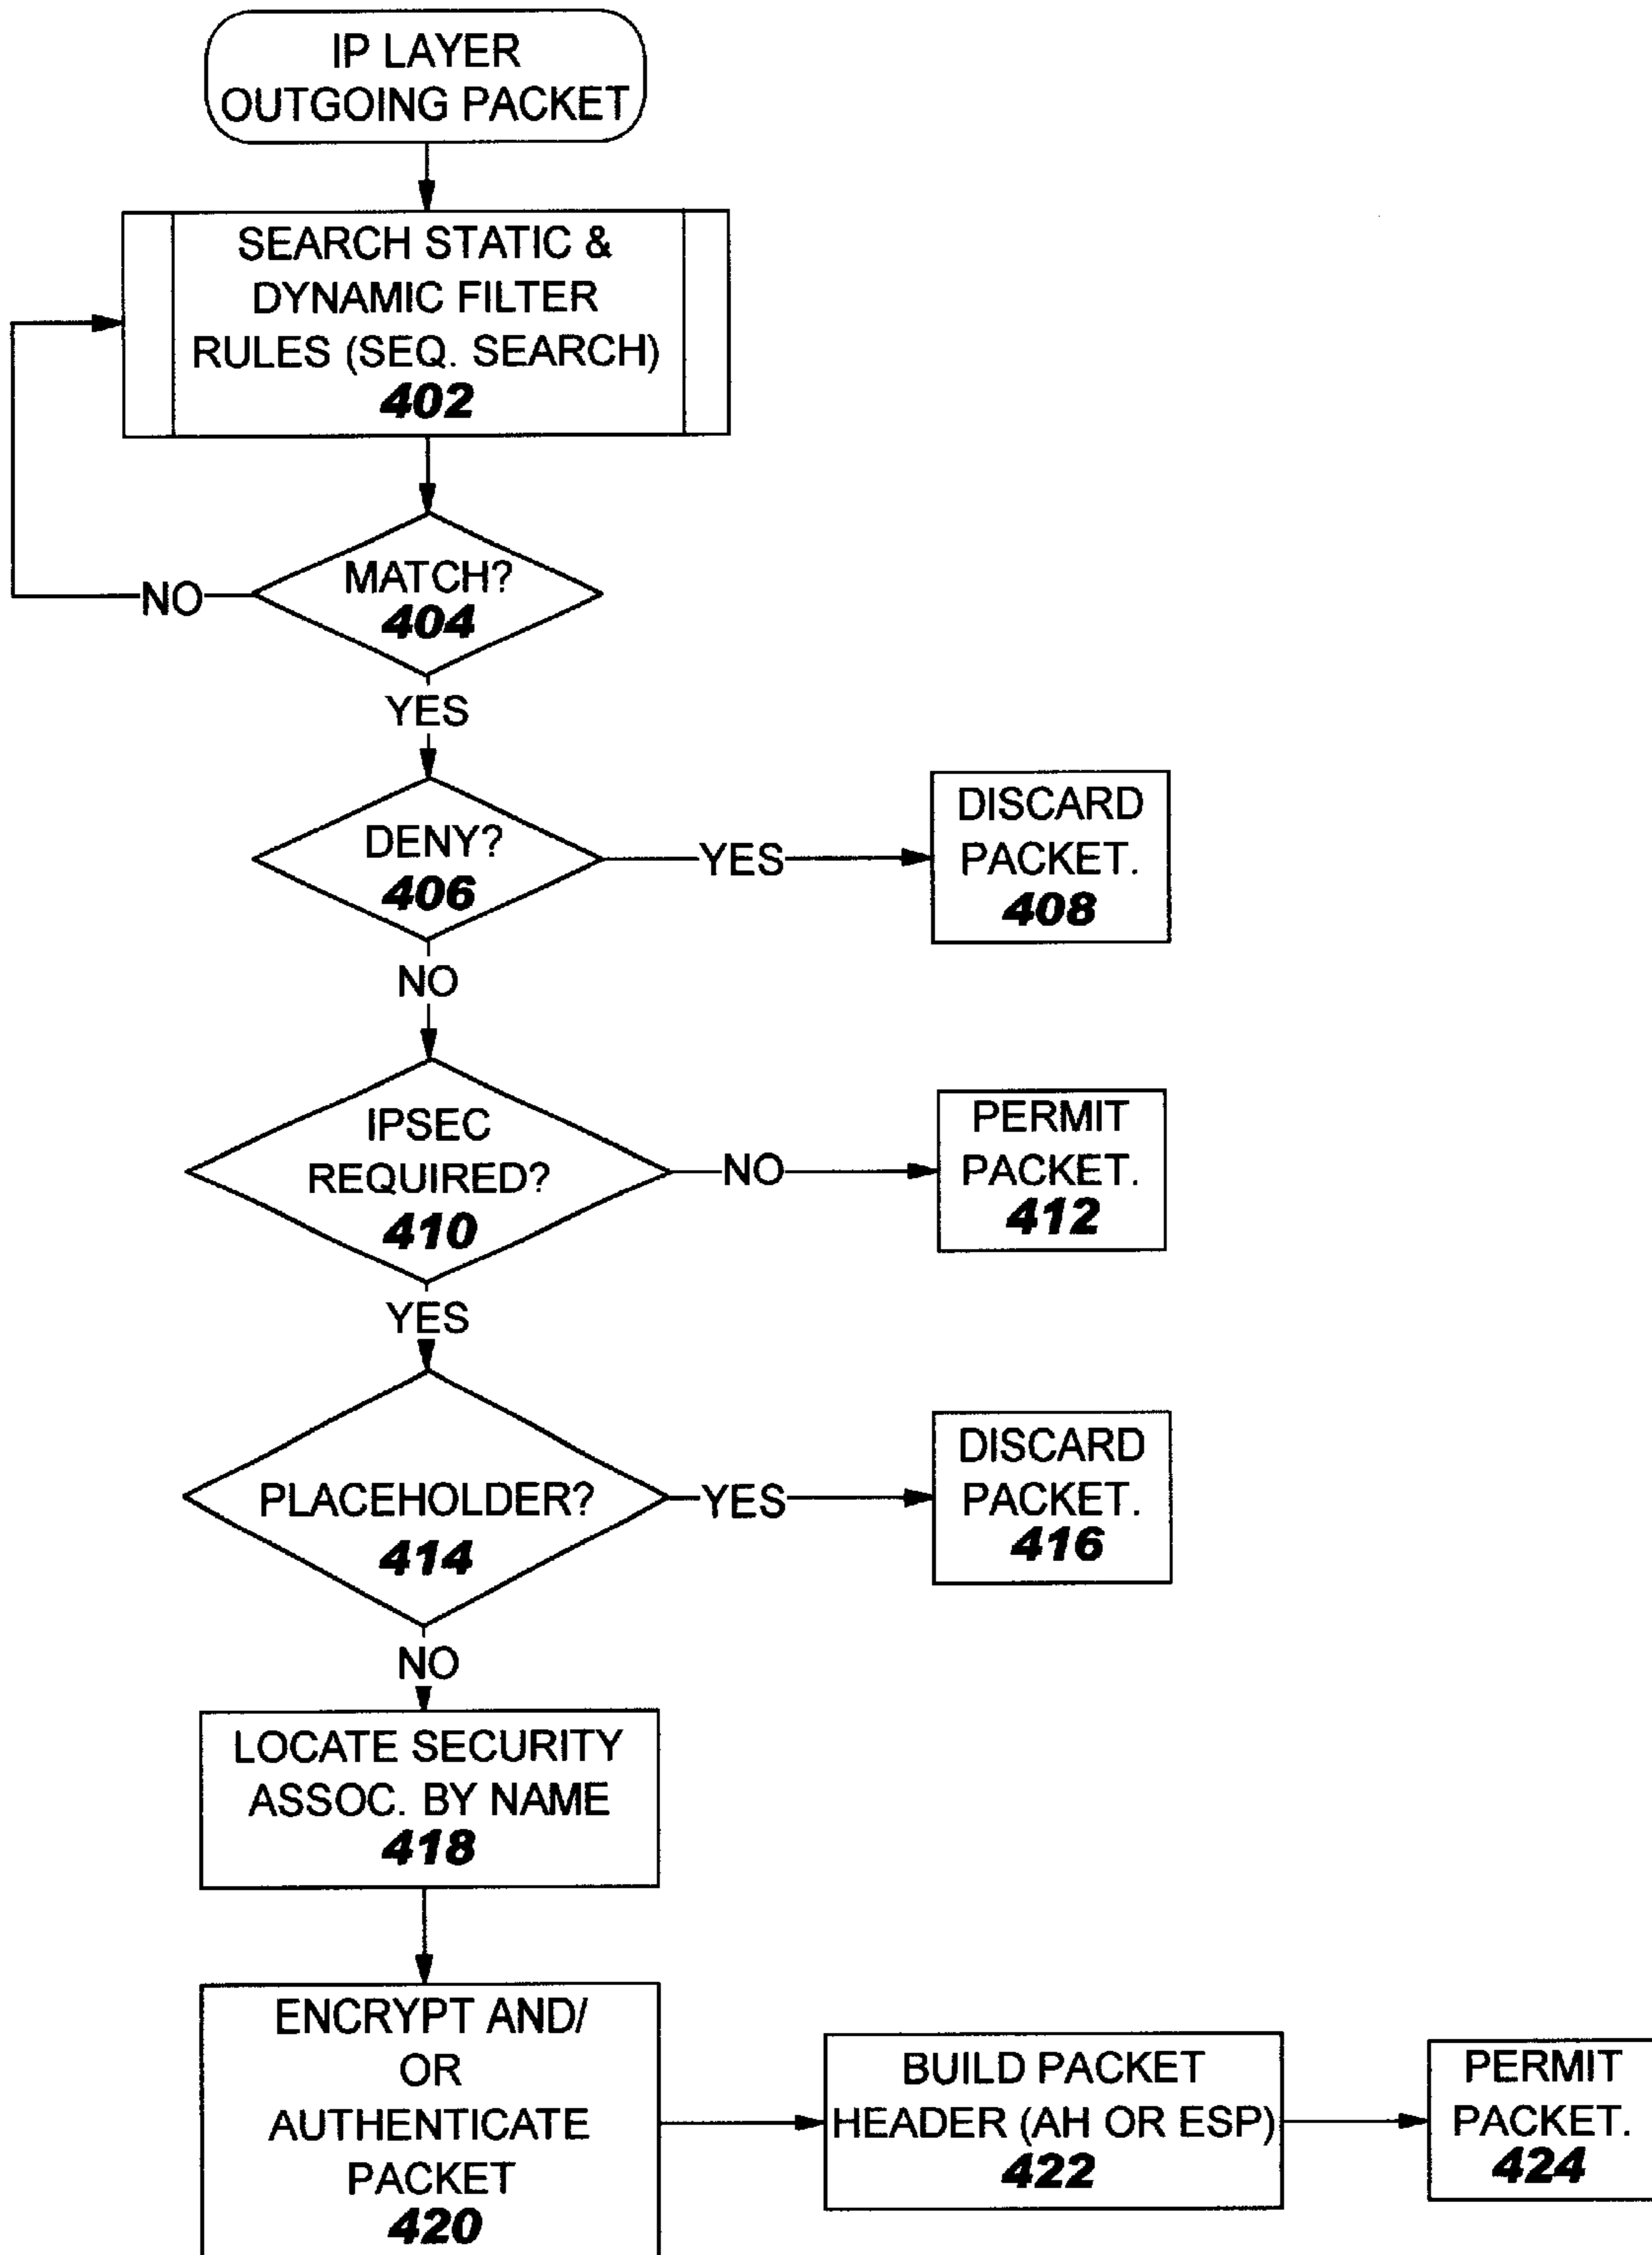 IP LAYER
OUTGOING PACKET
SEARCH STATIC &
DYNAMIC FILTER
RULES (SEQ. SEARCH)
402
MATCH?
404
NO
YES
DENY?
406
YES
DISCARD
PACKET.
408
NO
IPSEC
REQUIRED?
410
NO
PERMIT
PACKET.
412
YES
PLACEHOLDER?
414
YES
DISCARD
PACKET.
416
NO
LOCATE SECURITY
ASSOC. BY NAME
418
ENCRYPT AND/
OR
AUTHENTICATE
PACKET
420
BUILD PACKET
HEADER (AH OR ESP)
422
PERMIT
PACKET.
424